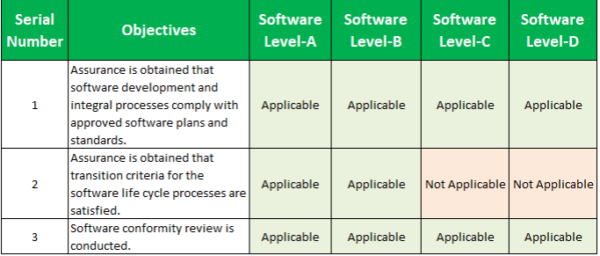 Serial Number Objectives Software Level-A Software Level-B Software Level-C Software Level-D
1 Assurance is obtained that
software development and
integral processes comply with
approved software plans and
standards. Applicable Applicable Applicable Applicable
2 Assurance is obtained that
transition criteria for the
software life cycle processes are
satisfied. Applicable Applicable Not Applicable Not Applicable
3 Software conformity review is
conducted. Applicable Applicable Applicable Applicable